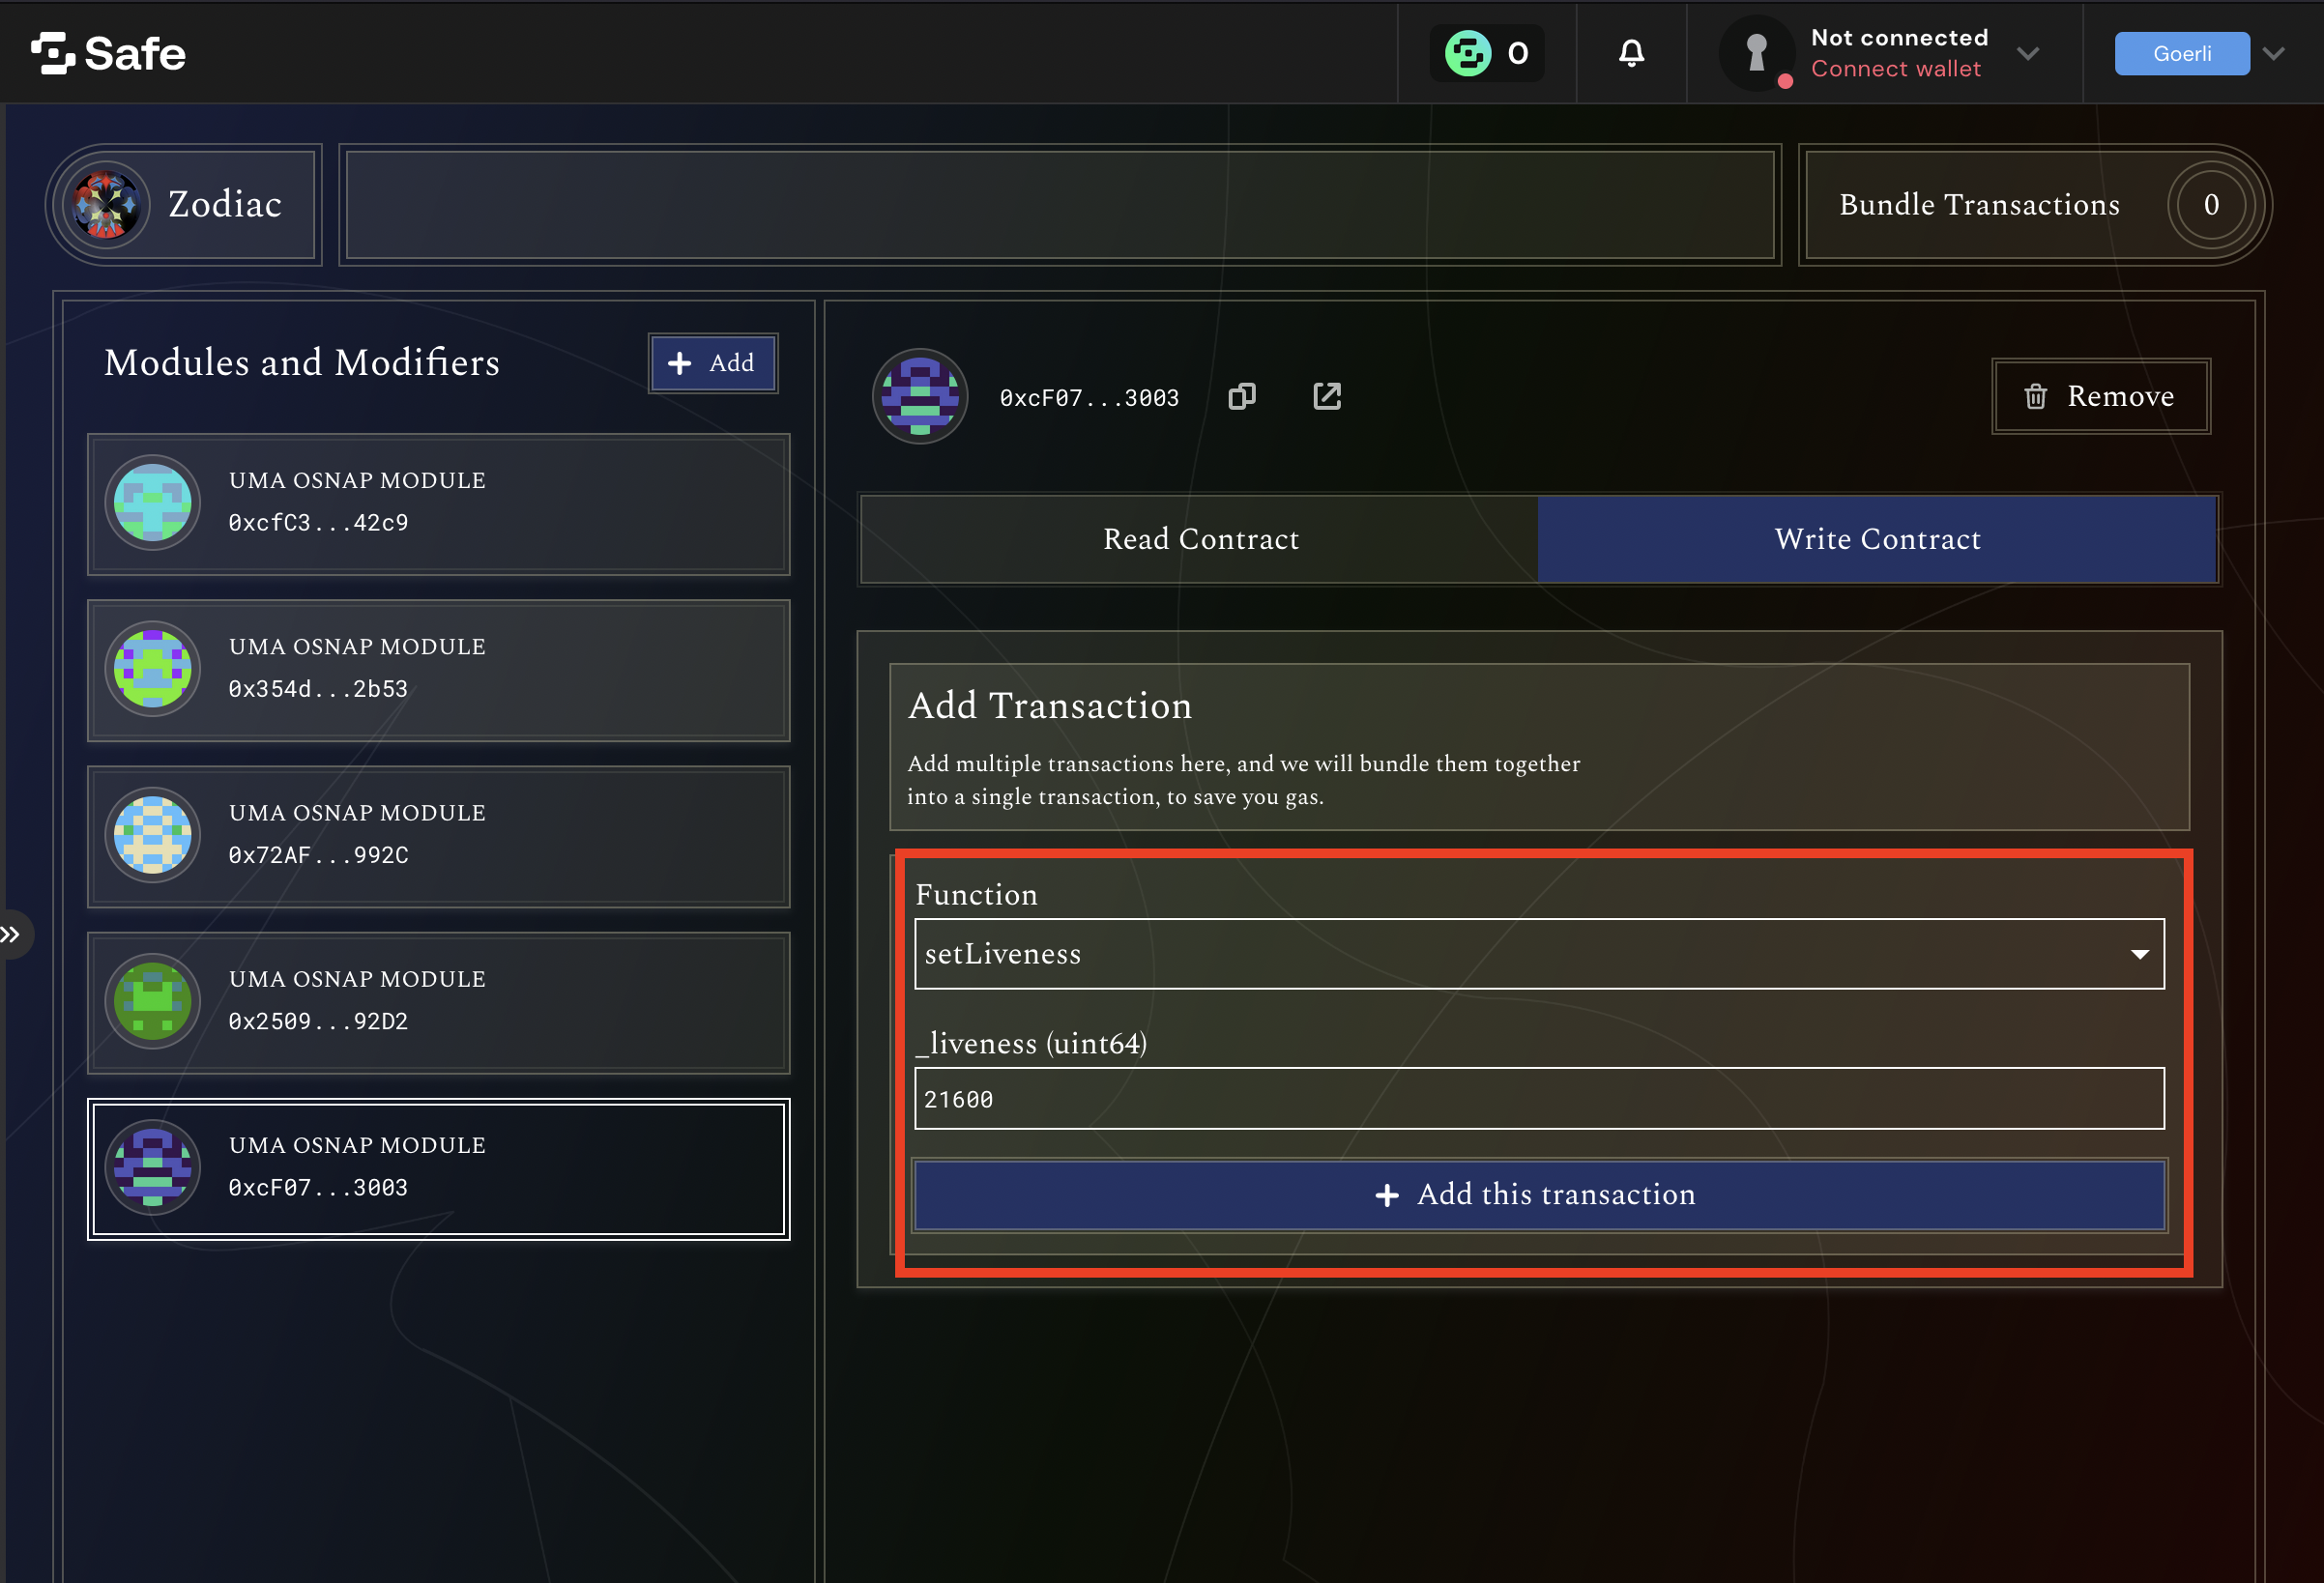 Safe
0
Not connected
Connect wallet
Goerli
Zodiac
Bundle Transactions
0
Modules and Modifiers
Add
UMA OSNAP MODULE
0xcfC3...42c9
UMA OSNAP MODULE
0x354d...2b53
UMA OSNAP MODULE
0x72AF...992C
UMA OSNAP MODULE
0x2509...92D2
UMA OSNAP MODULE
0xcF07...3003
0xcF07...3003
Remove
Read Contract
Write Contract
Add Transaction
Add multiple transactions here, and we will bundle them together
into a single transaction, to save you gas.
Function
setLiveness
_liveness (uint64)
21600
Add this transaction